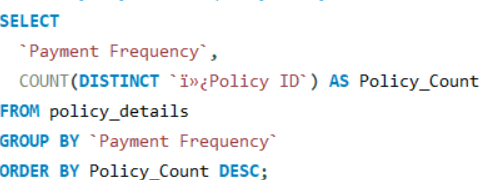 SELECT
`Payment Frequency`,
COUNT(DISTINCT `ï»¿Policy ID`) AS Policy_Count
FROM policy_details
GROUP BY `Payment Frequency`
ORDER BY Policy_Count DESC;